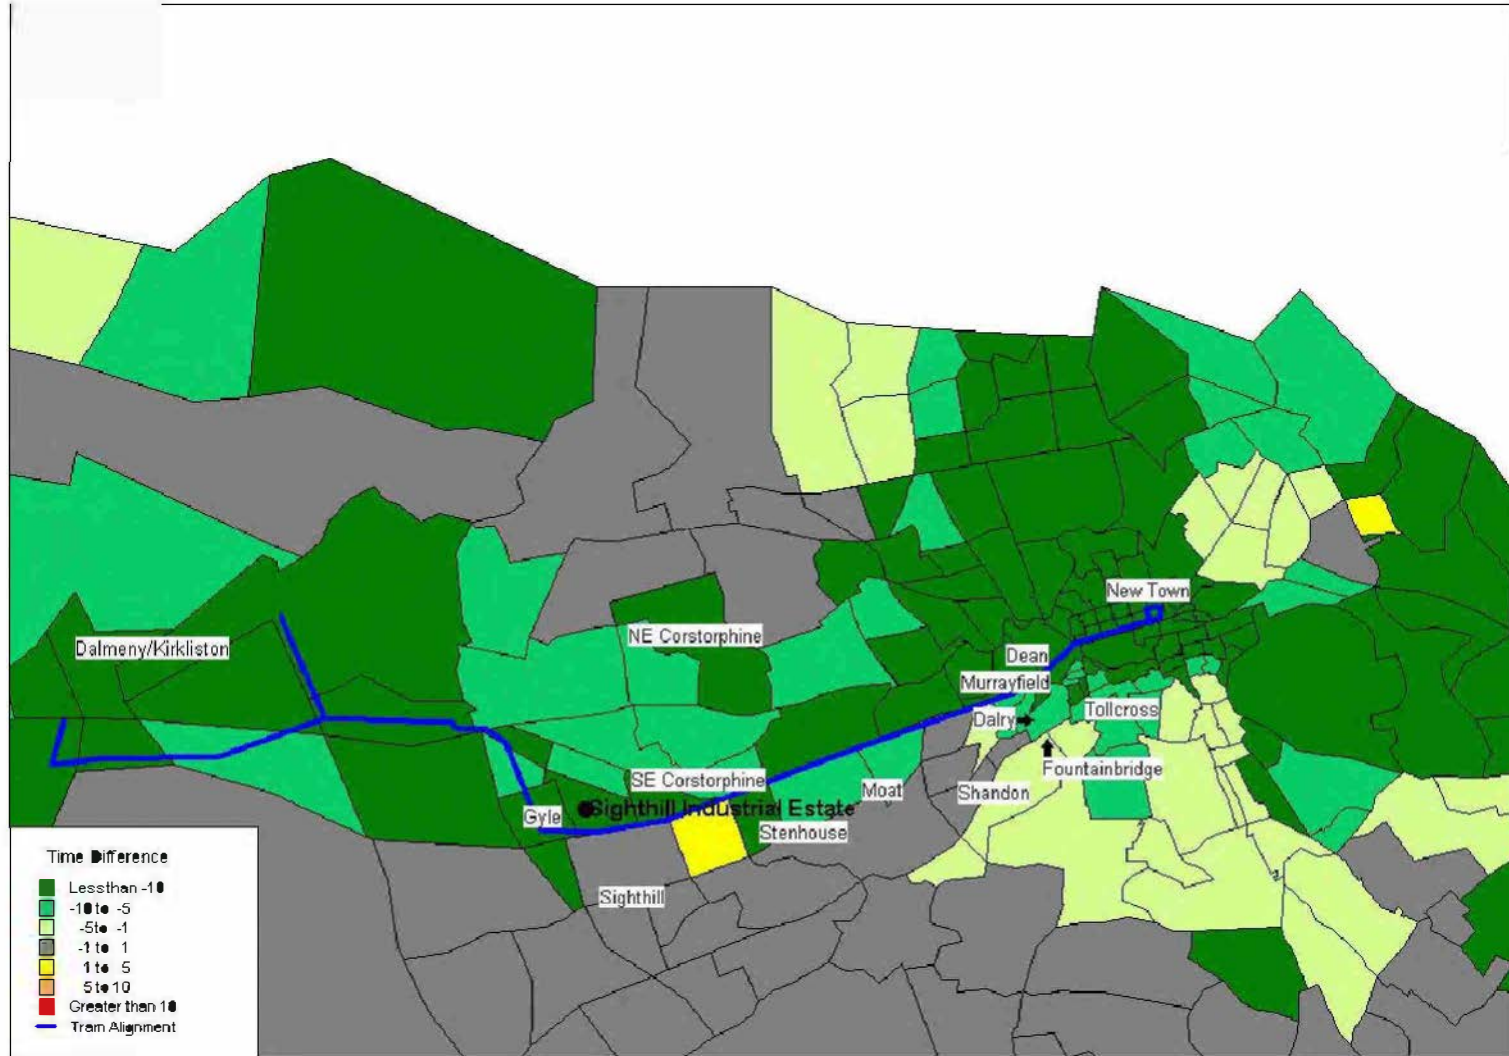 New Town
NE Corstorphine
Dalmeny/Kirkliston
Dean
Murrayfield
Dalry
Tollcross
Fountainbridge
SE Corstorphine
Moat
Shandon
Sighthill Industrial Estate
Gyle
Stenhouse
Sighthill
Time Difference
Less than -10
-10 to -5
-5 to -1
-1 to 1
1 to 5
5 to 10
Greater than 10
Tram Alignment